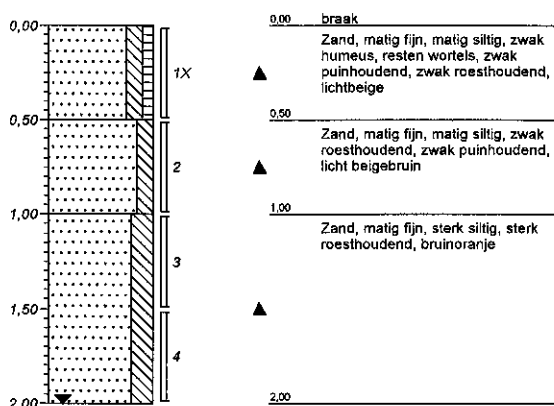 0,00
0,50
1,00
1,50
2,00
1X
2
3
4
0,00 braak
Zand, matig fijn, matig siltig, zwak
humeus, resten wortels, zwak
puinhoudend, zwak roesthoudend,
lichtbeige
0,50
Zand, matig fijn, matig siltig, zwak
roesthoudend, zwak puinhoudend,
licht beigebruin
1,00
Zand, matig fijn, sterk siltig, sterk
roesthoudend, bruinoranje
2,00